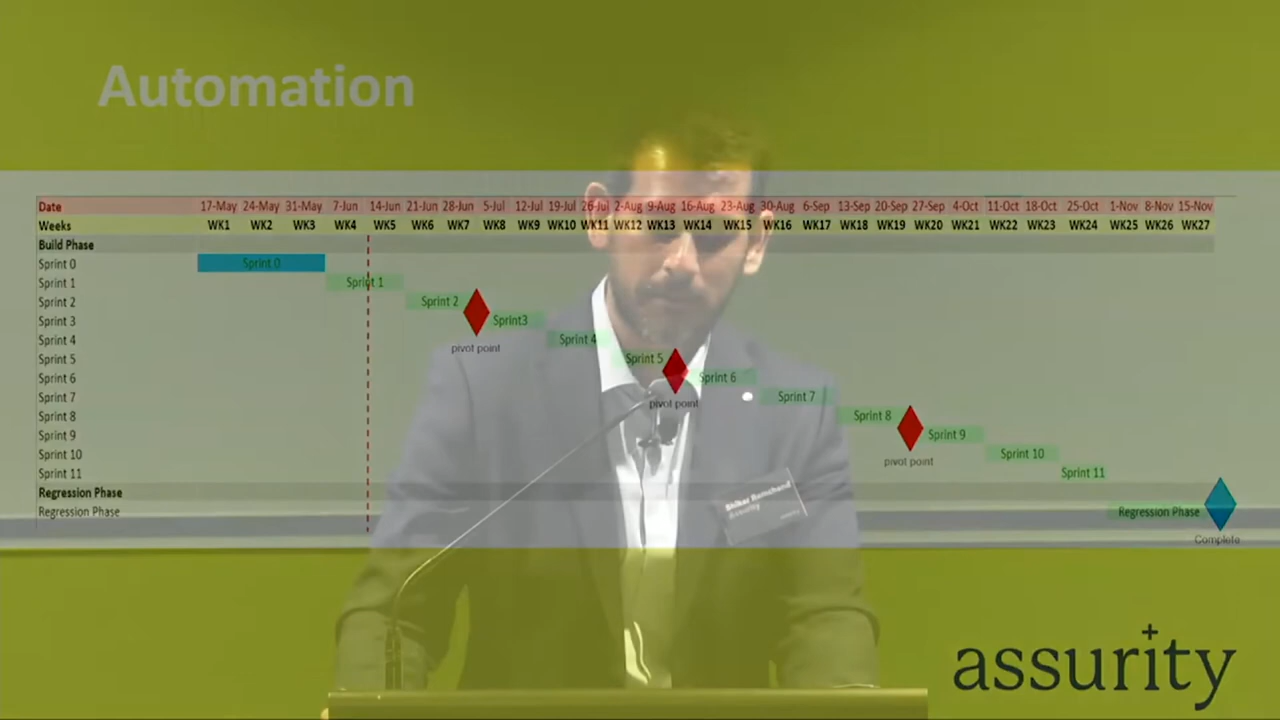 Automation
Date 17-May 24-May 31-May 7-Jun 14-Jun 21-Jun 28-Jun 5-Jul 12-Jul 19-Jul 26-Jul 2-Aug 9-Aug 16-Aug 23-Aug 30-Aug 6-Sep 13-Sep 20-Sep 27-Sep 4-Oct 11-Oct 18-Oct 25-Oct 1-Nov 8-Nov 15-Nov
Weeks WK1 WK2 WK3 WK4 WK5 WK6 WK7 WK8 WK9 WK10 WK11 WK12 WK13 WK14 WK15 WK16 WK17 WK18 WK19 WK20 WK21 WK22 WK23 WK24 WK25 WK26 WK27
Build Phase
Sprint 0 Sprint 0
Sprint 1 Sprint 1
Sprint 2 Sprint 2
Sprint 3 Sprint3
pivot point
Sprint 4 Sprint 4
Sprint 5 Sprint 5
Sprint 6 Sprint 6
Sprint 7 Sprint 7
pivot point
Sprint 8 Sprint 8
Sprint 9 Sprint 9
Sprint 10 Sprint 10
pivot point
Sprint 11 Sprint 11
Regression Phase
Regression Phase Regression Phase
Complete
Shikar Ramchand
Assurity
assurity